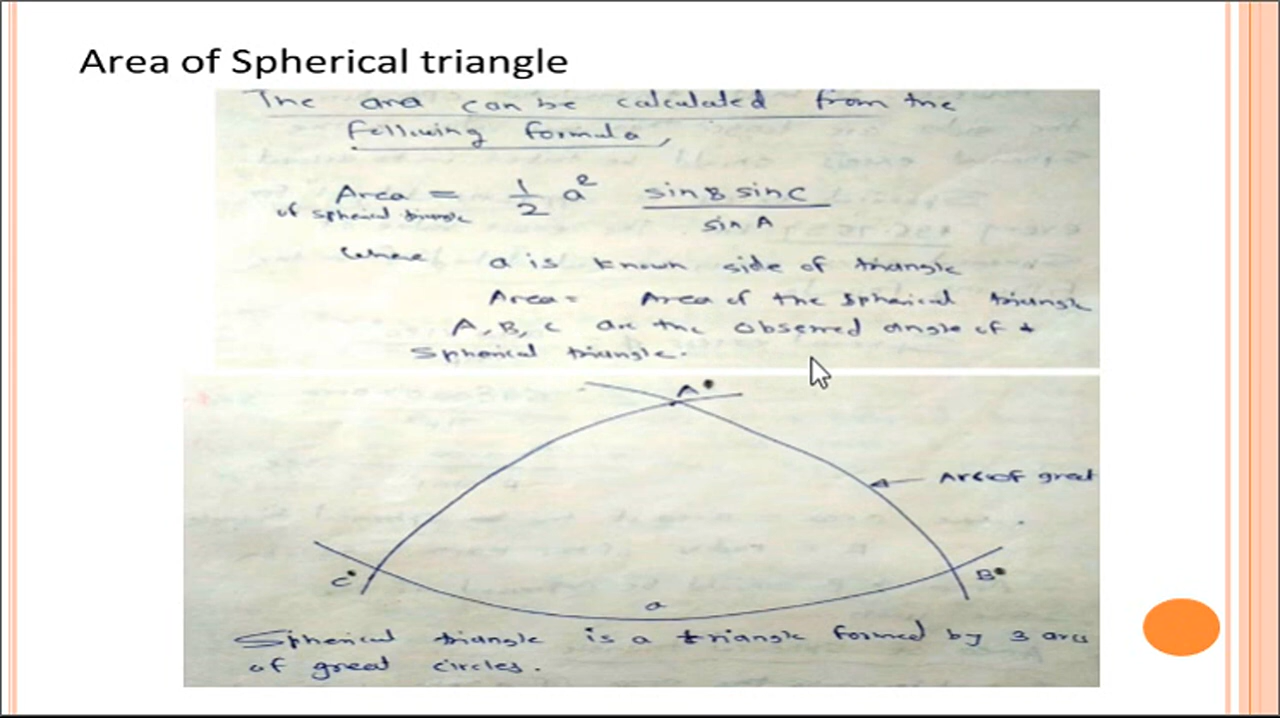 Area of Spherical triangle
The area can be calculated from the
following formula,
Area = 1/2 a² sin B sin C / sin A
of spherical triangle
where a is known side of triangle
Area = Area of the spherical triangle
A, B, C are the observed angle of
spherical triangle.
A
Arc of great
C
B
a
Spherical triangle is a triangle formed by 3 arcs
of great circles.